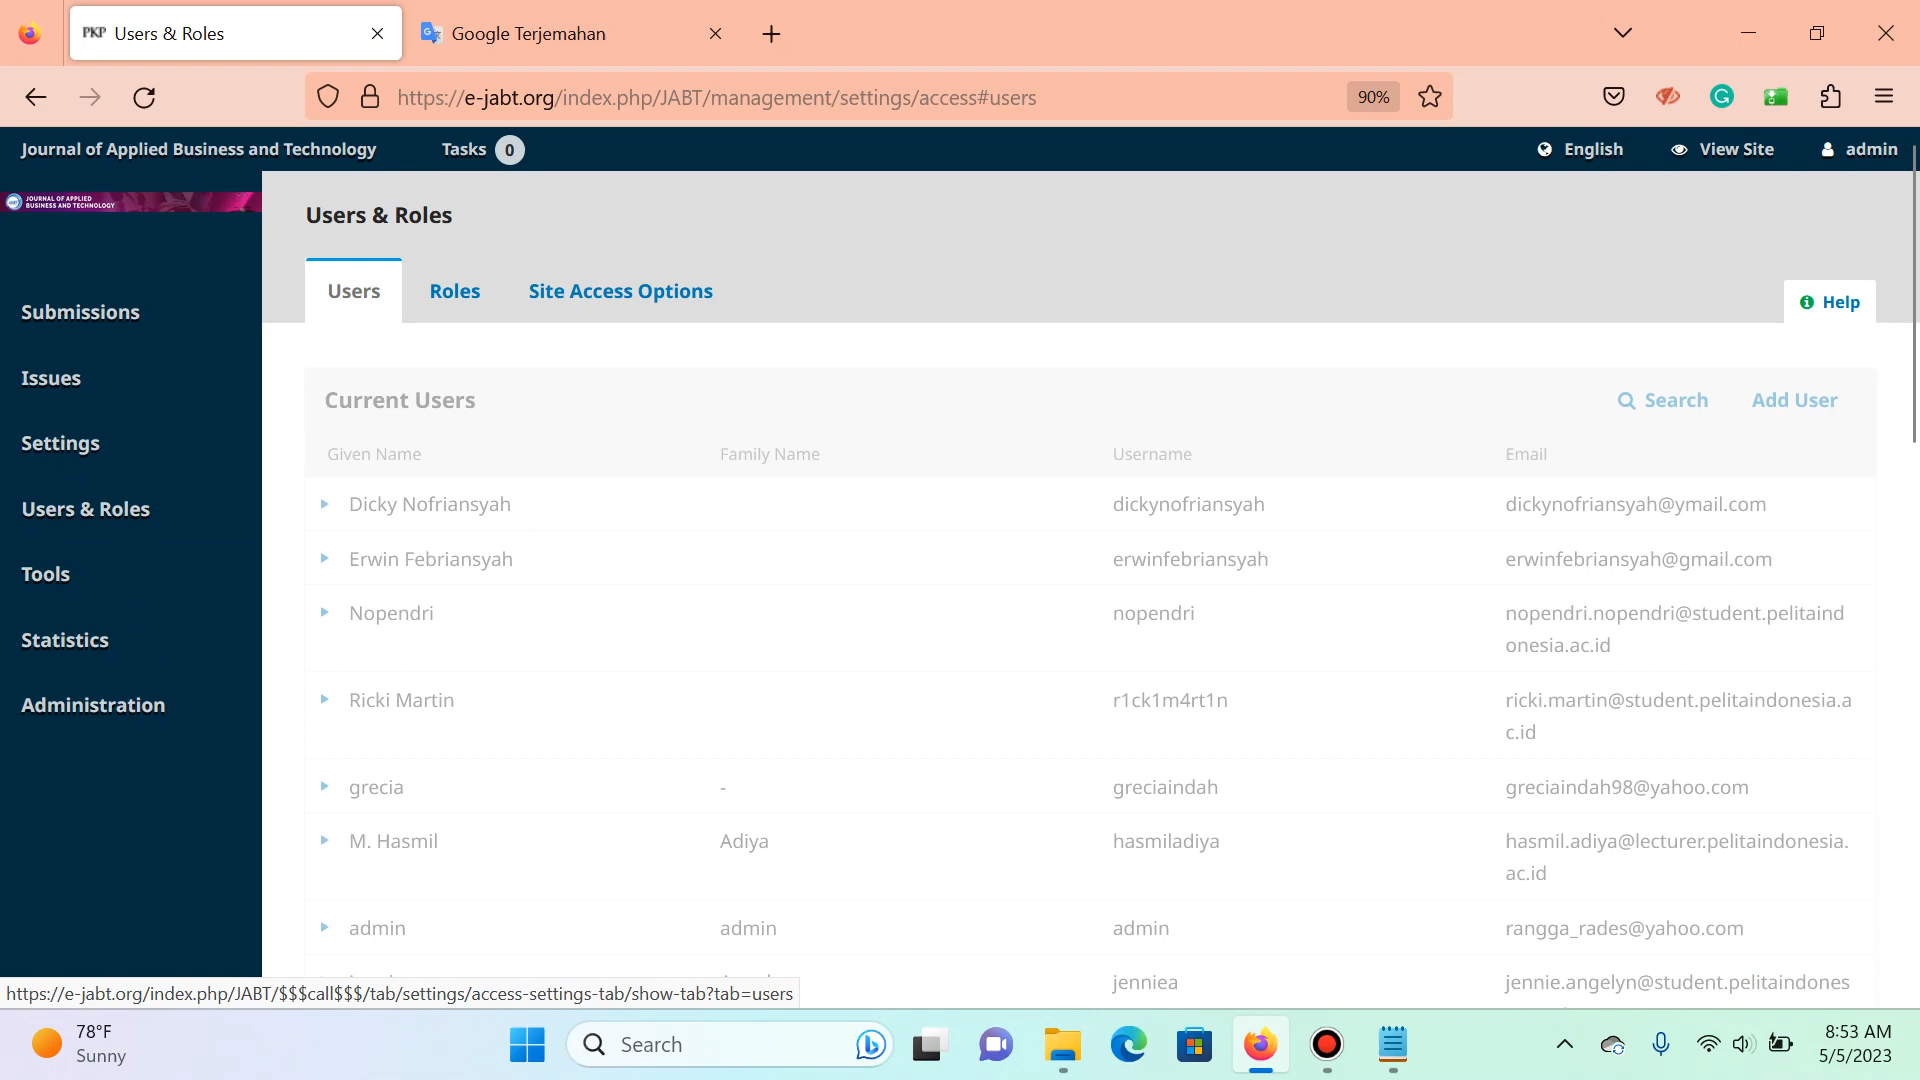 PKP Users & Roles
Google Terjemahan
https://e-jabt.org/index.php/JABT/management/settings/access#users
90%
Journal of Applied Business and Technology
Tasks 0
English
View Site
admin
JOURNAL OF APPLIED
BUSINESS AND TECHNOLOGY
Submissions
Issues
Settings
Users & Roles
Tools
Statistics
Administration
Users & Roles
Users
Roles
Site Access Options
Help
Current Users
Search
Add User
Given Name Family Name Username Email
Dicky Nofriansyah dickynofriansyah dickynofriansyah@ymail.com
Erwin Febriansyah erwinfebriansyah erwinfebriansyah@gmail.com
Nopendri nopendri nopendri.nopendri@student.pelitaind
onesia.ac.id
Ricki Martin r1ck1m4rt1n ricki.martin@student.pelitaindonesia.a
c.id
grecia - greciaindah greciaindah98@yahoo.com
M. Hasmil Adiya hasmiladiya hasmil.adiya@lecturer.pelitaindonesia.
ac.id
admin admin admin rangga_rades@yahoo.com
jenniea jennie.angelyn@student.pelitaindones
https://e-jabt.org/index.php/JABT/$$$call$$$/tab/settings/access-settings-tab/show-tab?tab=users
78°F
Sunny
Search
8:53 AM
5/5/2023